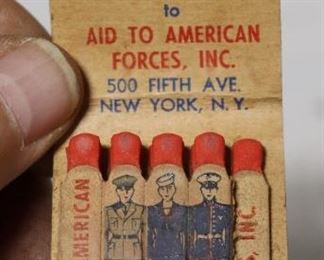 to
AID TO AMERICAN
FORCES, INC.
500 FIFTH AVE.
NEW YORK, N.Y.
AMERICAN
INC.